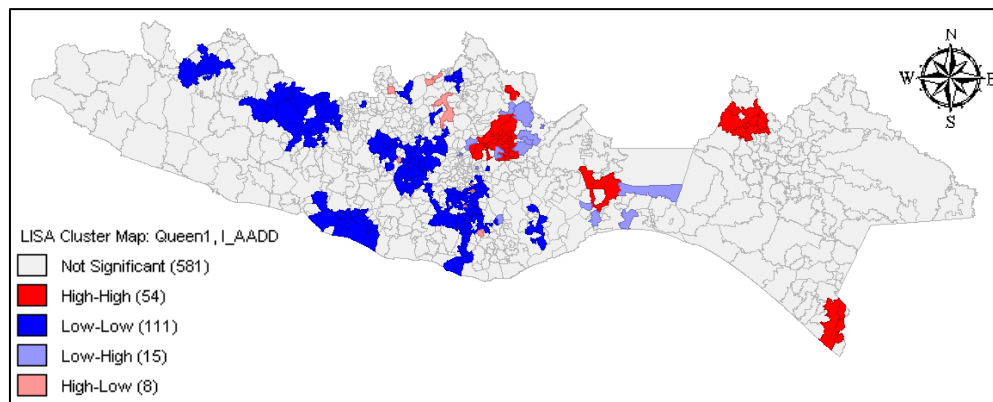 N
W
E
S
LISA Cluster Map: Queen1, I_AADD
Not Significant (581)
High-High (54)
Low-Low (111)
Low-High (15)
High-Low (8)